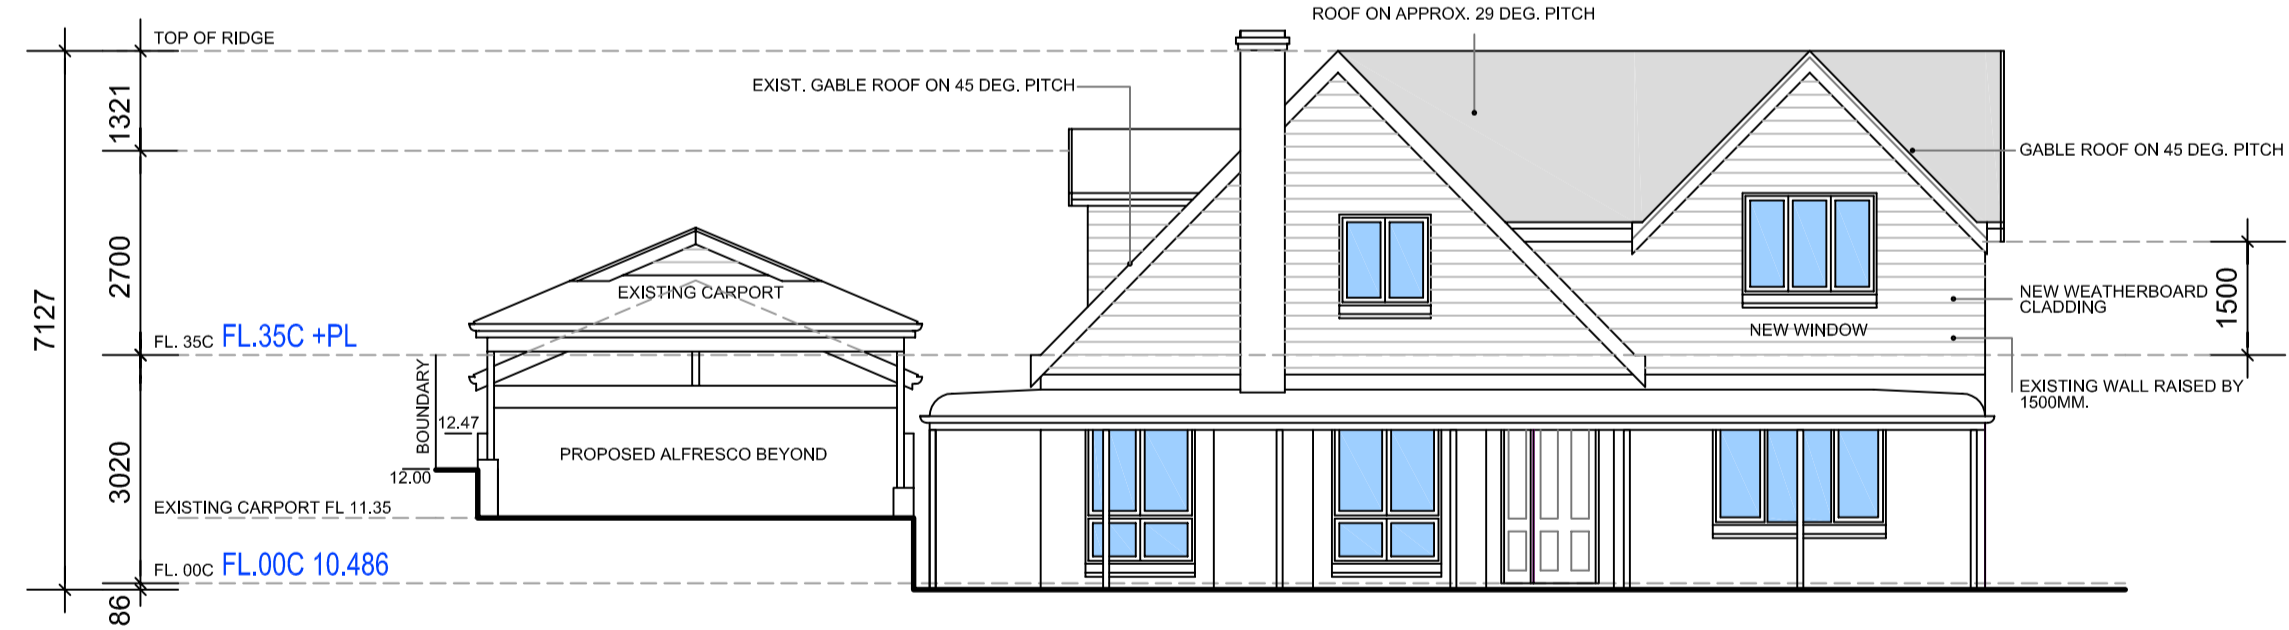 ROOF ON APPROX. 29 DEG. PITCH
TOP OF RIDGE
EXIST. GABLE ROOF ON 45 DEG. PITCH
1321
GABLE ROOF ON 45 DEG. PITCH
2700
7127
EXISTING CARPORT
NEW WEATHERBOARD
CLADDING
1500
NEW WINDOW
FL. 35C FL.35C +PL
EXISTING WALL RAISED BY
1500MM.
BOUNDARY
12.47
3020
PROPOSED ALFRESCO BEYOND
12.00
EXISTING CARPORT FL 11.35
FL. 00C FL.00C 10.486
86